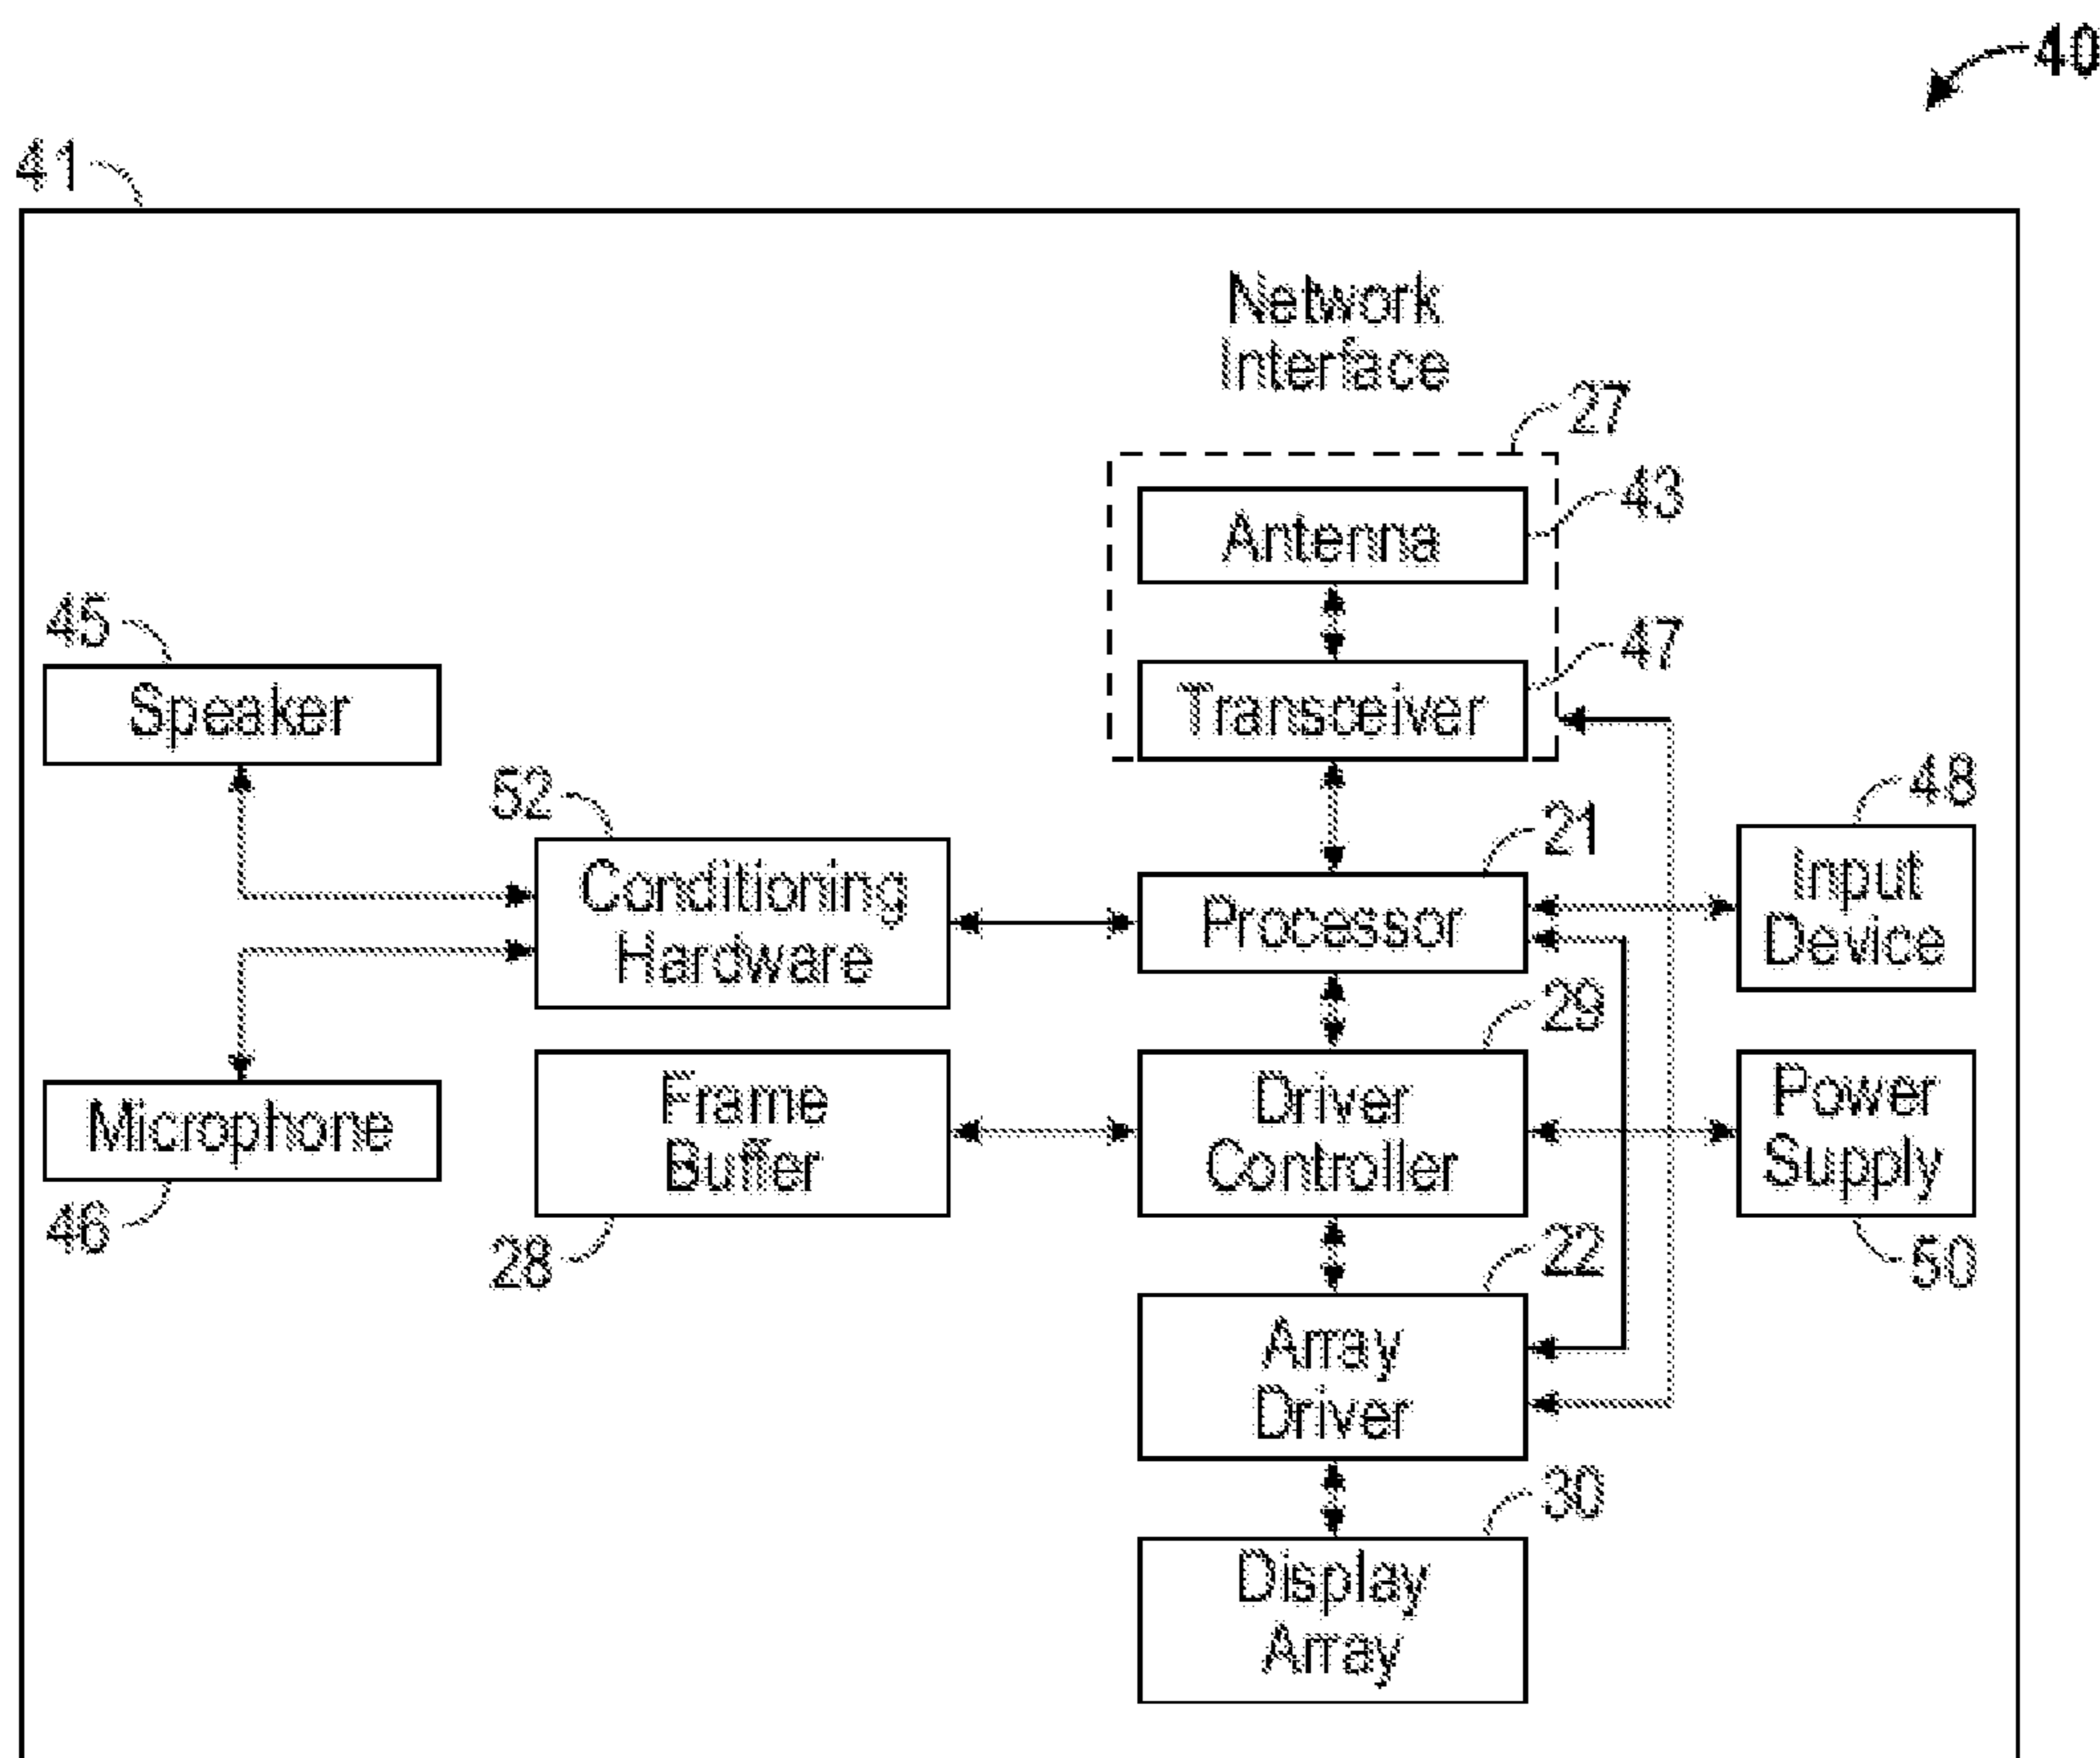 40
41
Network
Interface
27
Antenna
43
45
Speaker
Transceiver
47
52
Conditioning
Hardware
21
Processor
48
Input
Device
29
Microphone
46
Frame
Buffer
28
Driver
Controller
Power
Supply
50
22
Array
Driver
30
Display
Array